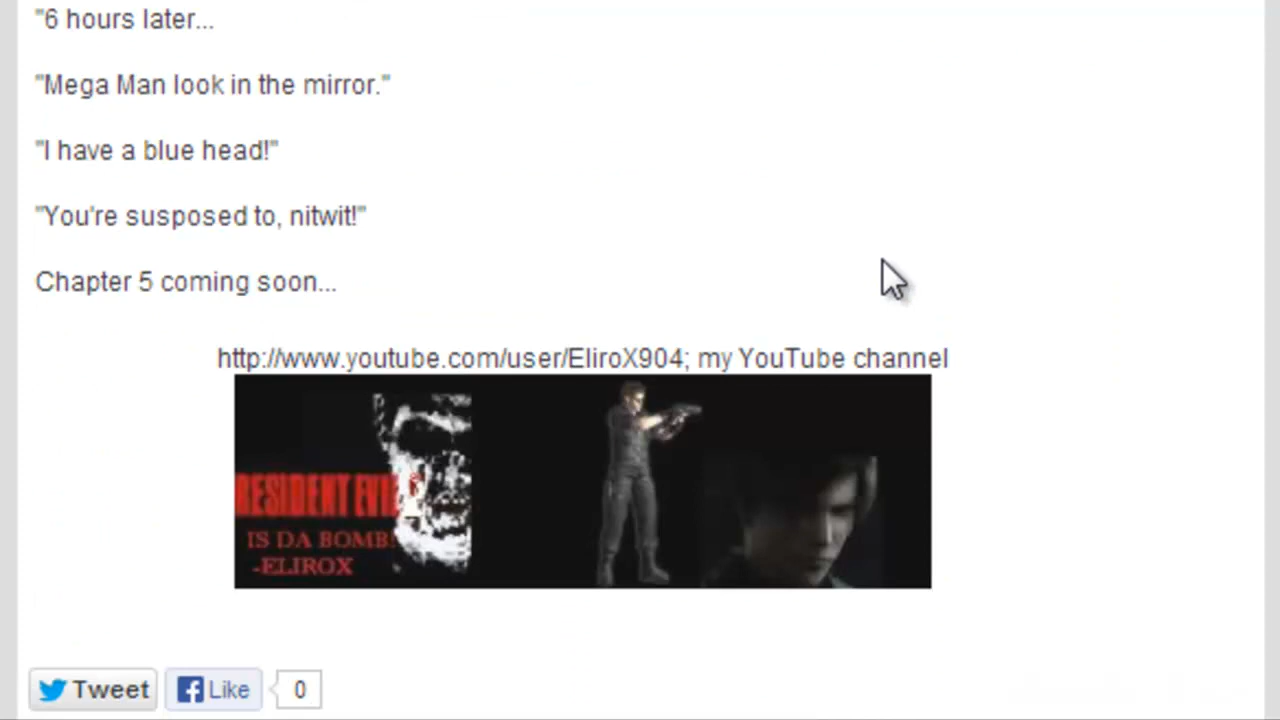 "6 hours later...
"Mega Man look in the mirror."
"I have a blue head!"
"You're susposed to, nitwit!"
Chapter 5 coming soon...
http://www.youtube.com/user/EliroX904; my YouTube channel
RESIDENT EVIL
IS DA BOMB!
-ELIROX
Tweet
Like
0